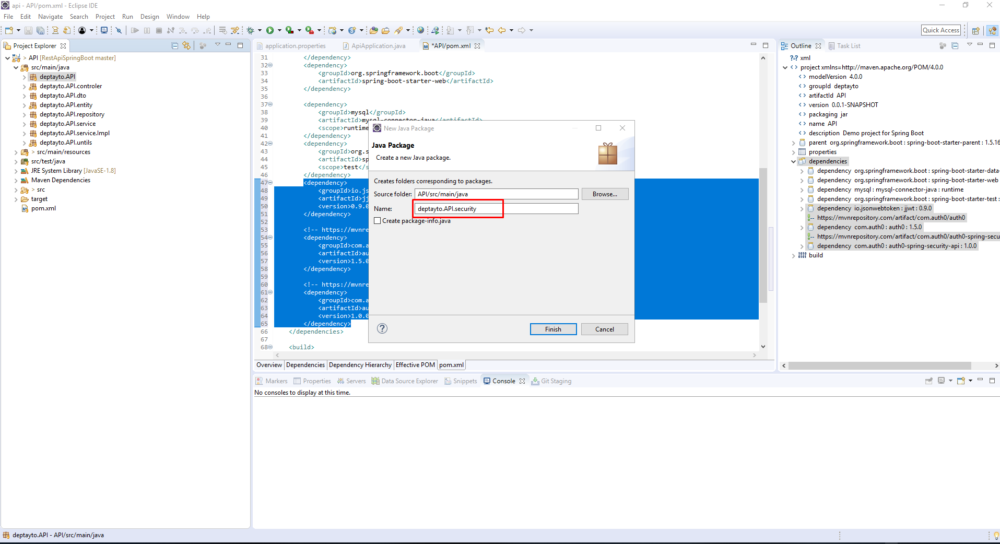 api - API/pom.xml - Eclipse IDE
File Edit Navigate Search Project Run Design Window Help
Quick Access
Project Explorer
> API [RestApiSpringBoot master]
src/main/java
deptayto.API
deptayto.API.controler
deptayto.API.dto
deptayto.API.entity
deptayto.API.repository
deptayto.API.service
deptayto.API.service.Impl
deptayto.API.untils
> src/main/resources
src/test/java
JRE System Library [JavaSE-1.8]
Maven Dependencies
> src
target
pom.xml
application.properties ApiApplication.java *API/pom.xml
31 </dependency>
32 <dependency>
33 <groupId>org.springframework.boot</groupId>
34 <artifactId>spring-boot-starter-web</artifactId>
35 </dependency>
36
37 <dependency>
38 <groupId>mysql</groupId>
39 <artifactId>mysql-connector-java</artifactId>
40 <scope>runtime
41 </dependency>
42 <dependency>
43 <groupId>org.s
44 <artifactId>sp
45 <scope>test</s
46 </dependency>
47 <dependency>
48 <groupId>io.js
49 <artifactId>jj
50 <version>0.9.0
51 </dependency>
52
53 <!-- https://mvnre
54 <dependency>
55 <groupId>com.a
56 <artifactId>au
57 <version>1.5.0
58 </dependency>
59
60 <!-- https://mvnre
61 <dependency>
62 <groupId>com.a
63 <artifactId>au
64 <version>1.0.0
65 </dependency>
66 </dependencies>
67
68 <build>
Overview Dependencies Dependency Hierarchy Effective POM pom.xml
New Java Package
Java Package
Create a new Java package.
Creates folders corresponding to packages.
Source folder: API/src/main/java Browse...
Name: deptayto.API.security
Create package-info.java
Finish Cancel
Outline Task List
?-? xml
project xmlns=http://maven.apache.org/POM/4.0.0
modelVersion 4.0.0
groupId deptayto
artifactId API
version 0.0.1-SNAPSHOT
packaging jar
name API
description Demo project for Spring Boot
parent org.springframework.boot : spring-boot-starter-parent : 1.5.16
properties
dependencies
dependency org.springframework.boot : spring-boot-starter-data-
dependency org.springframework.boot : spring-boot-starter-web
dependency mysql : mysql-connector-java : runtime
dependency org.springframework.boot : spring-boot-starter-test :
dependency io.jsonwebtoken : jjwt : 0.9.0
https://mvnrepository.com/artifact/com.auth0/auth0
dependency com.auth0 : auth0 : 1.5.0
https://mvnrepository.com/artifact/com.auth0/auth0-spring-secu
dependency com.auth0 : auth0-spring-security-api : 1.0.0
build
Markers Properties Servers Data Source Explorer Snippets Console Git Staging
No consoles to display at this time.
deptayto.API - API/src/main/java